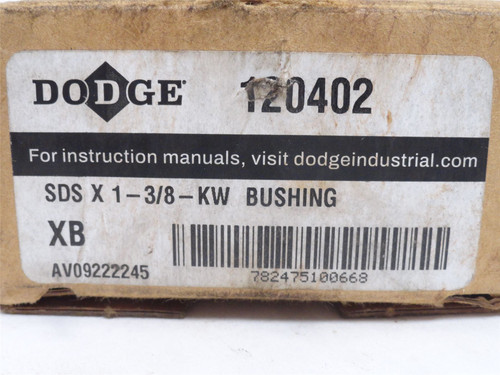 DODGE® 120402
For instruction manuals, visit dodgeindustrial.com
SDS X 1-3/8-KW BUSHING
XB
AV09222245
782475100668